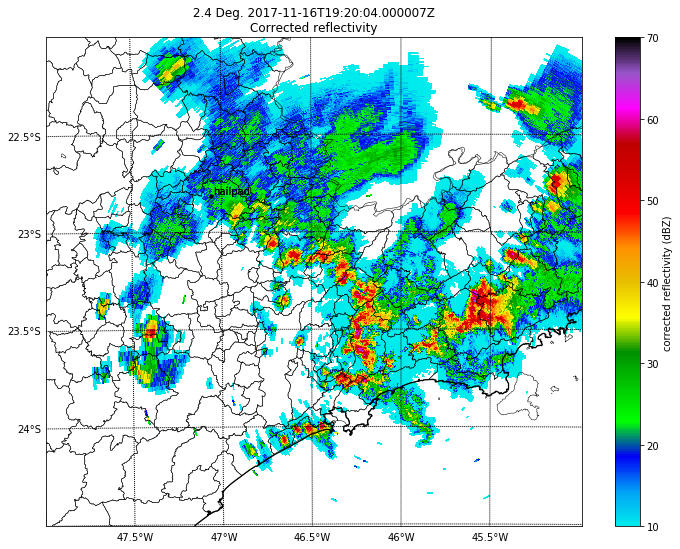 2.4 Deg. 2017-11-16T19:20:04.000007Z
Corrected reflectivity
22.5°S
23°S
23.5°S
24°S
47.5°W
47°W
46.5°W
46°W
45.5°W
hailpad
70
60
50
40
30
20
10
corrected reflectivity (dBZ)